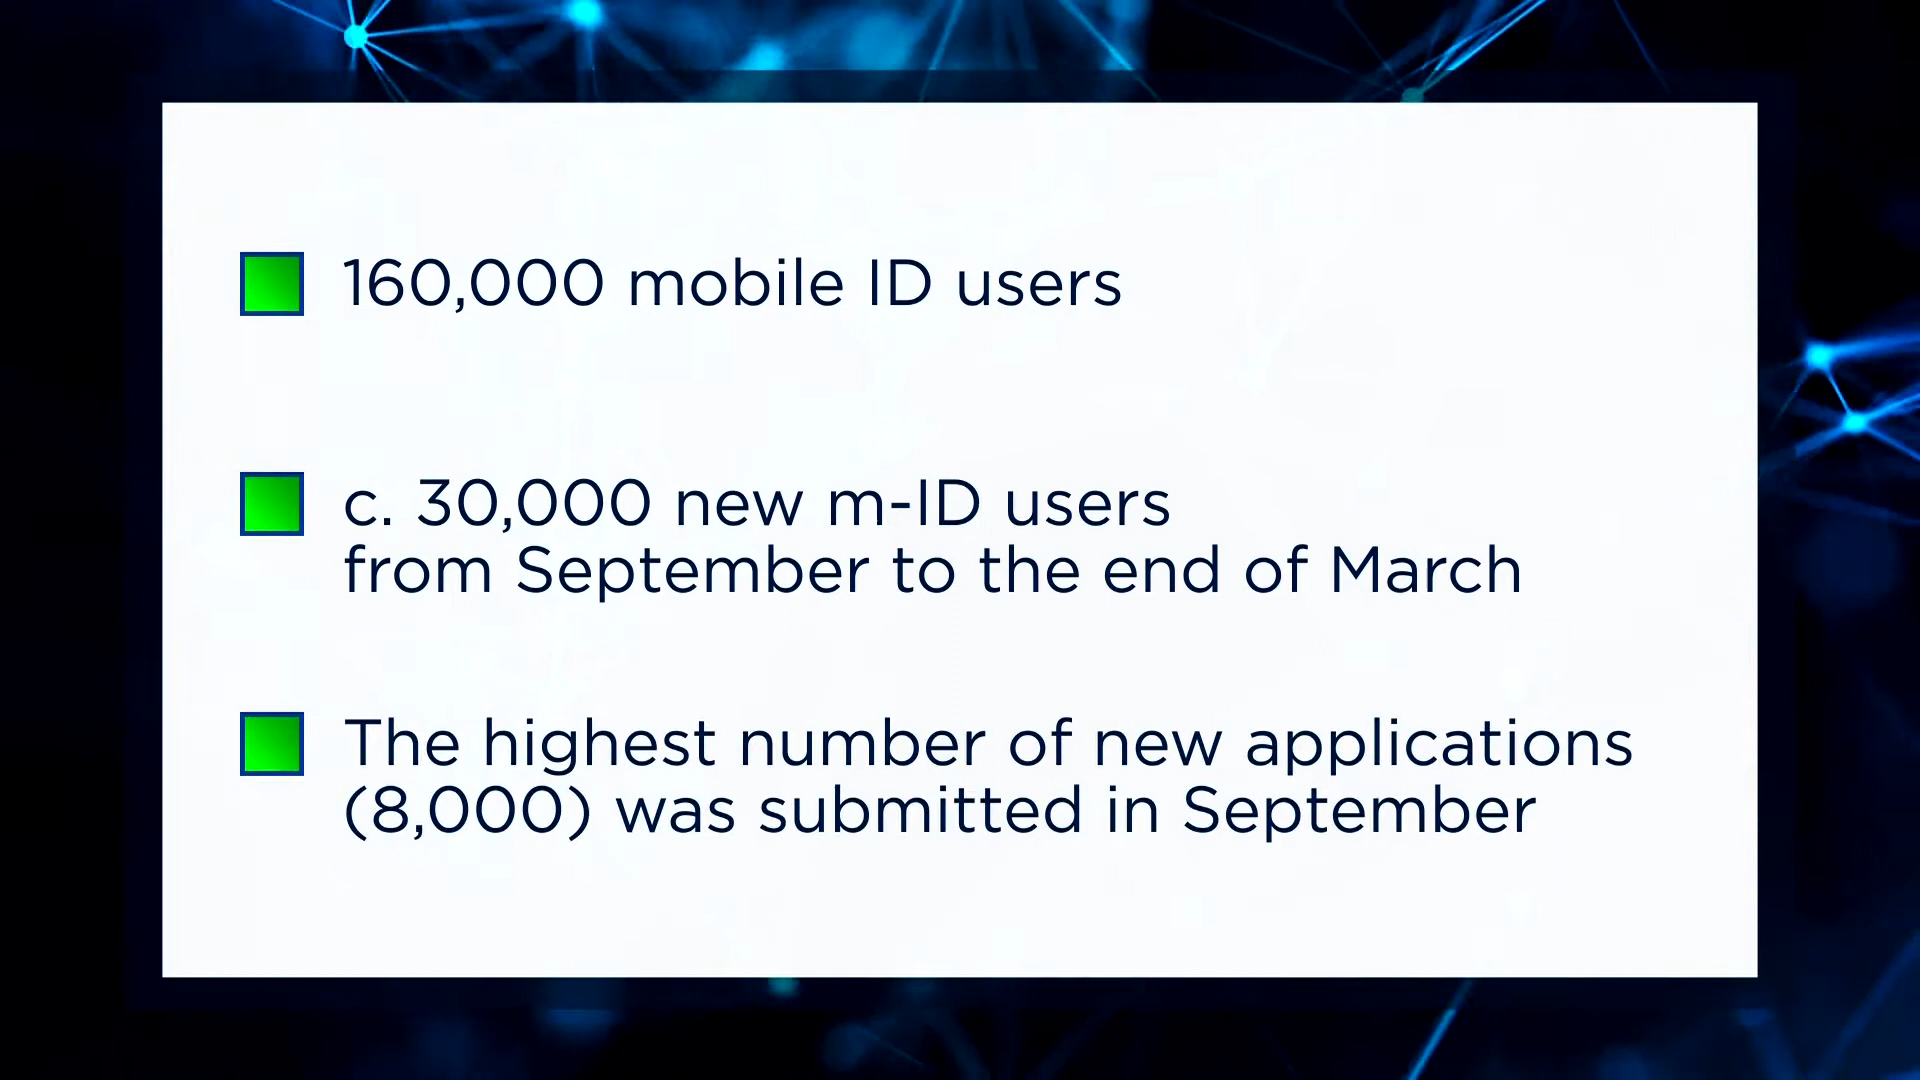 160,000 mobile ID users
c. 30,000 new m-ID users
from September to the end of March
The highest number of new applications
(8,000) was submitted in September